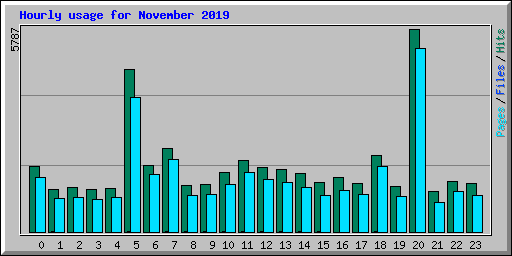 Hourly usage for November 2019
5787
Pages / Files / Hits
0 1 2 3 4 5 6 7 8 9 10 11 12 13 14 15 16 17 18 19 20 21 22 23